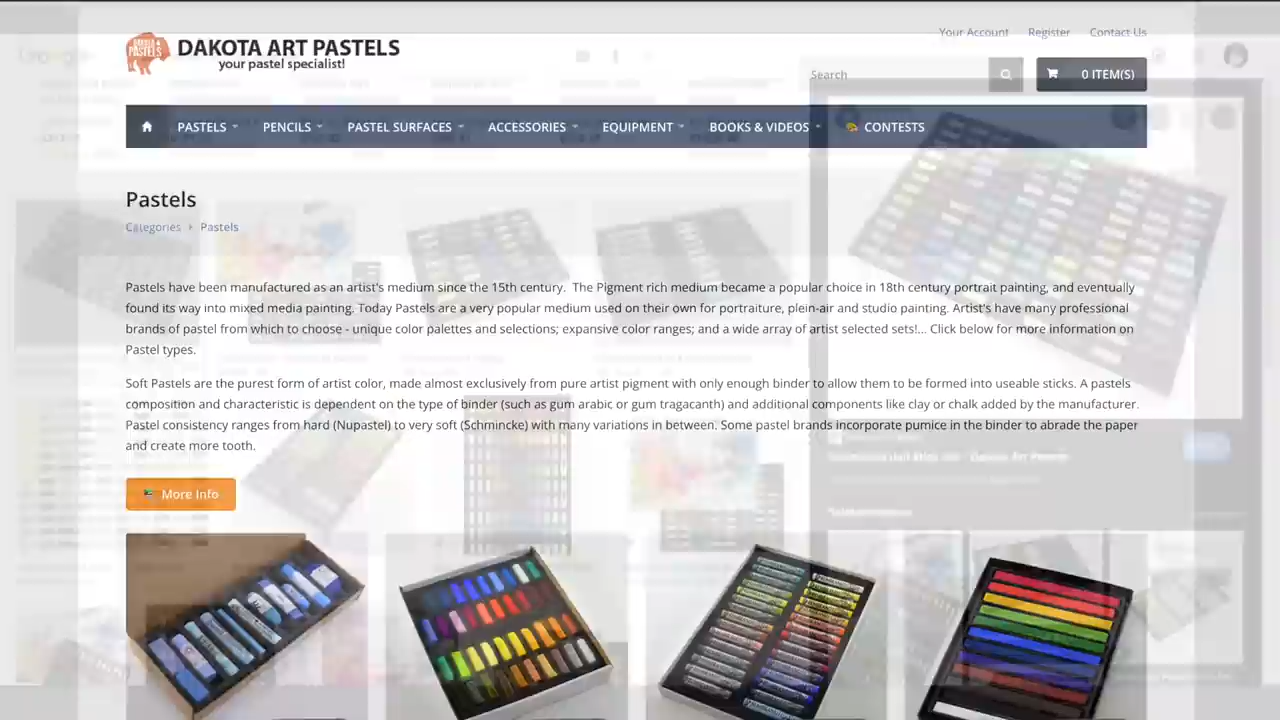 Your Account Register Contact Us
DAKOTA PASTELS
DAKOTA ART PASTELS
your pastel specialist!
Search
0 ITEM(S)
PASTELS PENCILS PASTEL SURFACES ACCESSORIES EQUIPMENT BOOKS & VIDEOS CONTESTS
Pastels
Categories Pastels
Pastels have been manufactured as an artist's medium since the 15th century. The Pigment rich medium became a popular choice in 18th century portrait painting, and eventually
found its way into mixed media painting. Today Pastels are a very popular medium used on their own for portraiture, plein-air and studio painting. Artist's have many professional
brands of pastel from which to choose - unique color palettes and selections; expansive color ranges; and a wide array of artist selected sets!... Click below for more information on
Pastel types.
Soft Pastels are the purest form of artist color, made almost exclusively from pure artist pigment with only enough binder to allow them to be formed into useable sticks. A pastels
composition and characteristic is dependent on the type of binder (such as gum arabic or gum tragacanth) and additional components like clay or chalk added by the manufacturer.
Pastel consistency ranges from hard (Nupastel) to very soft (Schmincke) with many variations in between. Some pastel brands incorporate pumice in the binder to abrade the paper
and create more tooth.
More Info